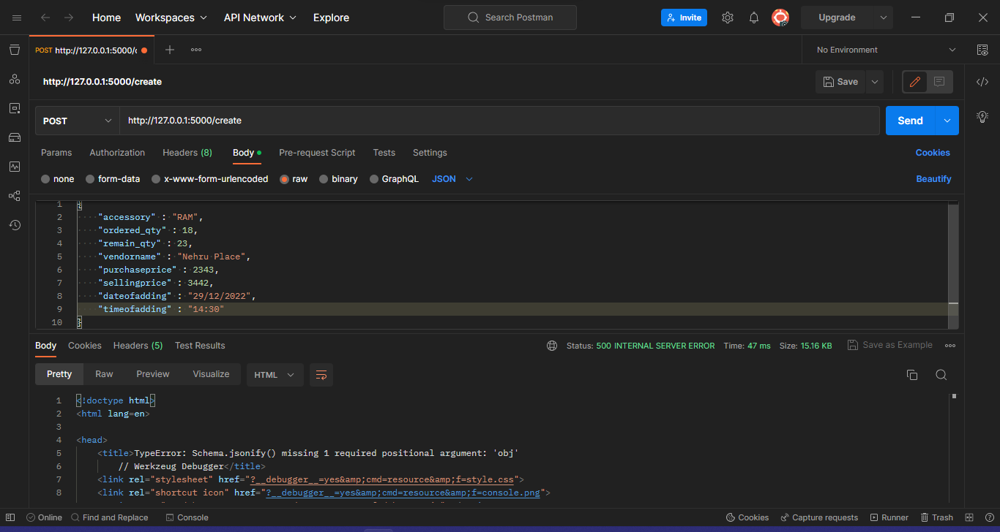 Home Workspaces API Network Explore Search Postman Invite Upgrade
POST http://127.0.0.1:5000/c No Environment
http://127.0.0.1:5000/create Save
POST http://127.0.0.1:5000/create Send
Params Authorization Headers (8) Body Pre-request Script Tests Settings Cookies
none form-data x-www-form-urlencoded raw binary GraphQL JSON Beautify
1 {
2 "accessory" : "RAM",
3 "ordered_qty" : 18,
4 "remain_qty" : 23,
5 "vendorname" : "Nehru Place",
6 "purchaseprice" : 2343,
7 "sellingprice" : 3442,
8 "dateofadding" : "29/12/2022",
9 "timeofadding" : "14:30"
10 }
Body Cookies Headers (5) Test Results Status: 500 INTERNAL SERVER ERROR Time: 47 ms Size: 15.16 KB Save as Example
Pretty Raw Preview Visualize HTML
1 <!doctype html>
2 <html lang=en>
3
4 <head>
5 <title>TypeError: Schema.jsonify() missing 1 required positional argument: 'obj'
6 // Werkzeug Debugger</title>
7 <link rel="stylesheet" href="?__debugger__=yes&amp;cmd=resource&amp;f=style.css">
8 <link rel="shortcut icon" href="?__debugger__=yes&amp;cmd=resource&amp;f=console.png">
Online Find and Replace Console Cookies Capture requests Runner Trash